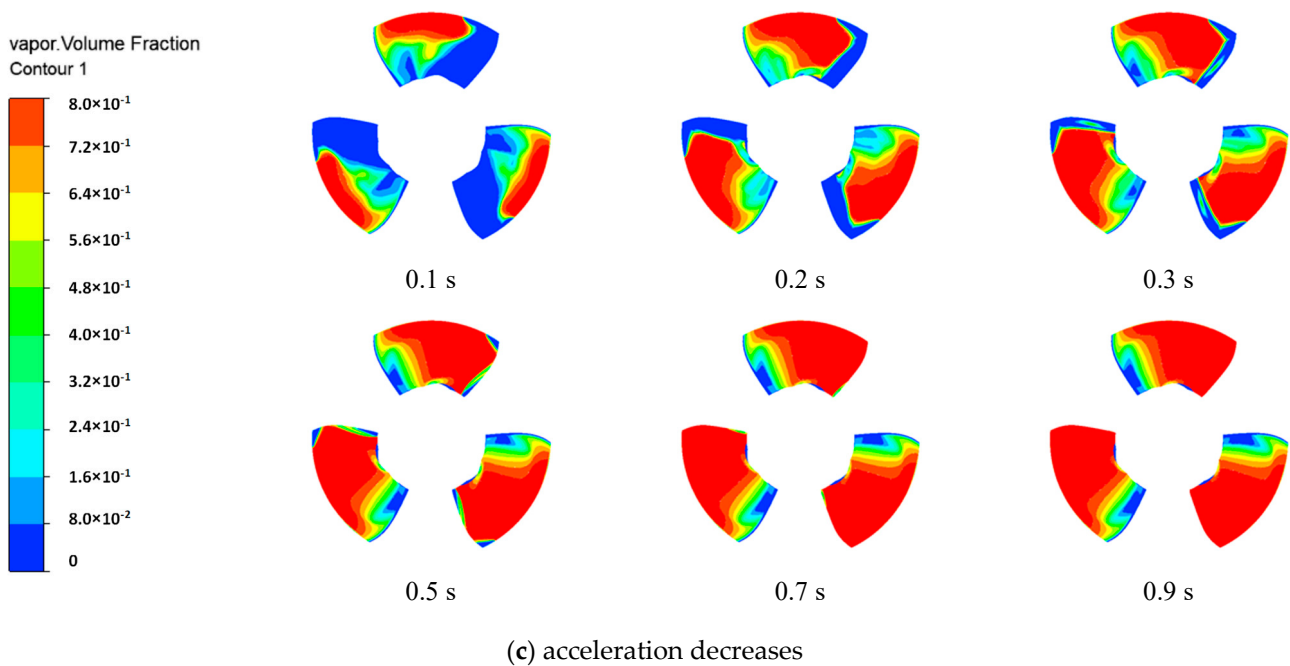 vapor.Volume Fraction
Contour 1
8.0×10⁻¹
7.2×10⁻¹
6.4×10⁻¹
5.6×10⁻¹
4.8×10⁻¹
4.0×10⁻¹
3.2×10⁻¹
2.4×10⁻¹
1.6×10⁻¹
8.0×10⁻²
0
0.1 s
0.2 s
0.3 s
0.5 s
0.7 s
0.9 s
(c) acceleration decreases